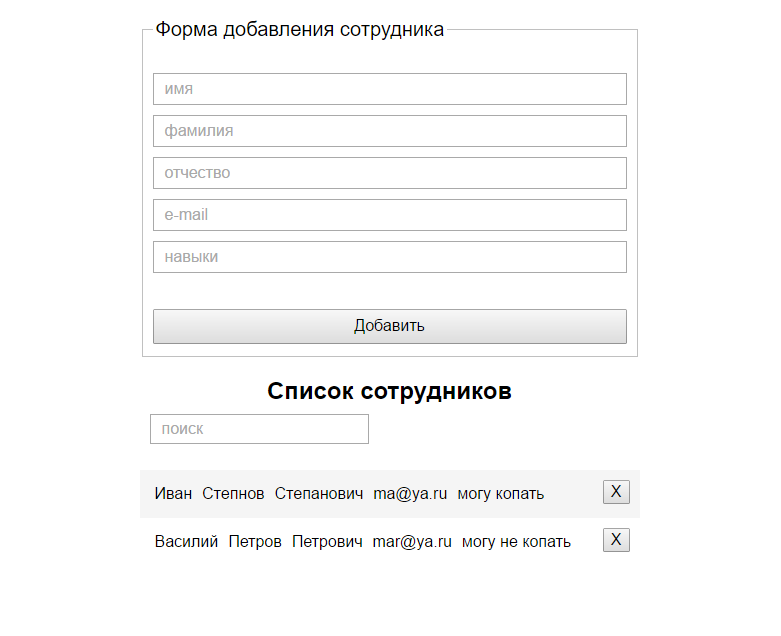 Форма добавления сотрудника
имя
фамилия
отчество
e-mail
навыки
Добавить
Список сотрудников
поиск
Иван Степнов Степанович ma@ya.ru могу копать X
Василий Петров Петрович mar@ya.ru могу не копать X